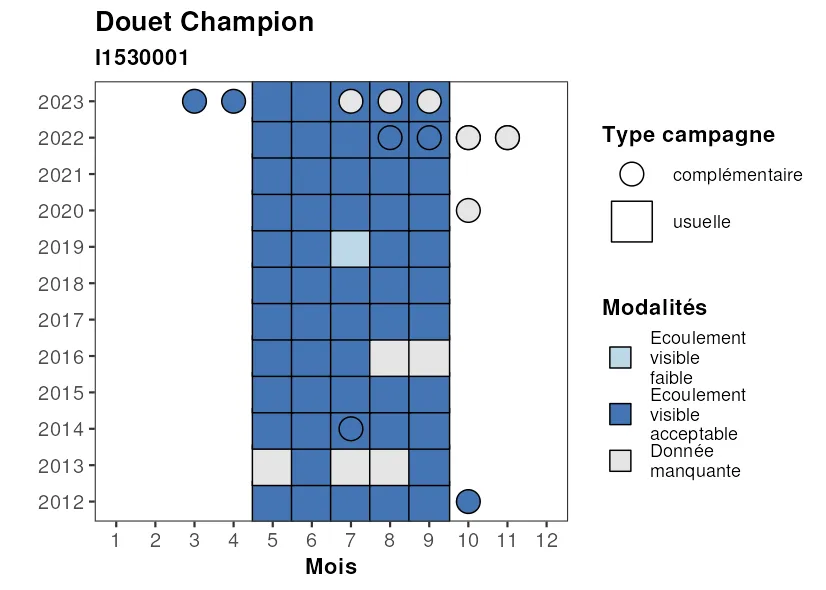 Douet Champion
I1530001
2023
2022
2021
2020
2019
2018
2017
2016
2015
2014
2013
2012
1 2 3 4 5 6 7 8 9 10 11 12
Mois
Type campagne
complémentaire
usuelle
Modalités
Ecoulement
visible
faible
Ecoulement
visible
acceptable
Donnée
manquante